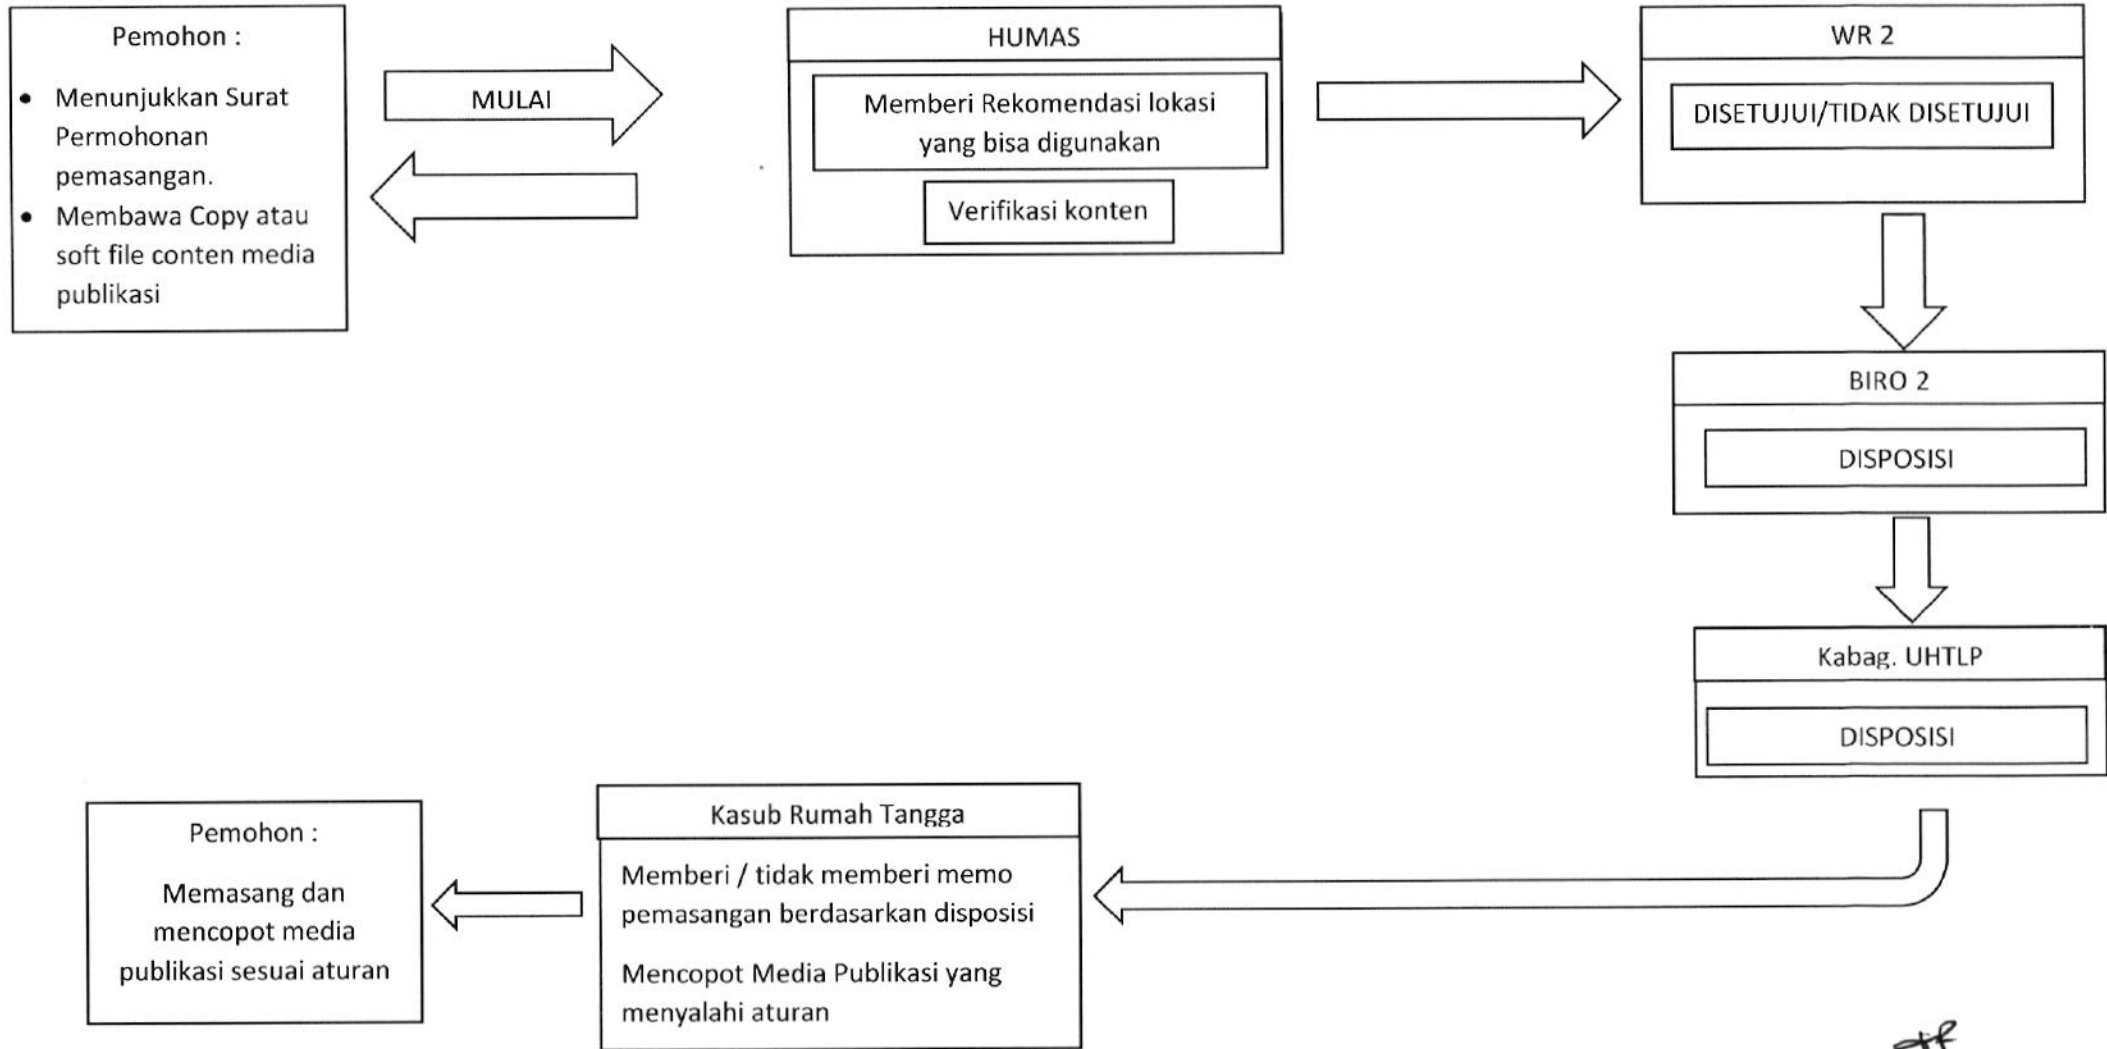 Pemohon :
• Menunjukkan Surat
Permohonan
pemasangan.
• Membawa Copy atau
soft file conten media
publikasi
MULAI
HUMAS
Memberi Rekomendasi lokasi
yang bisa digunakan
Verifikasi konten
WR 2
DISETUJUI/TIDAK DISETUJUI
BIRO 2
DISPOSISI
Kabag. UHTLP
DISPOSISI
Kasub Rumah Tangga
Memberi / tidak memberi memo
pemasangan berdasarkan disposisi
Mencopot Media Publikasi yang
menyalahi aturan
Pemohon :
Memasang dan
mencopot media
publikasi sesuai aturan